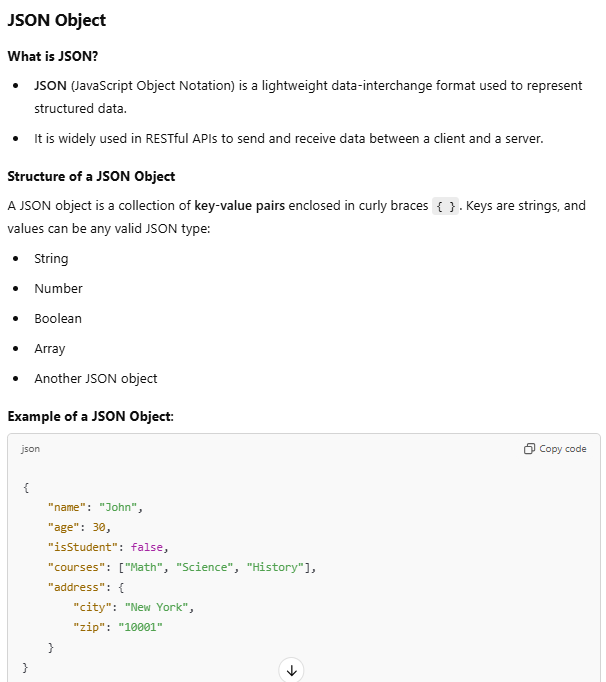 JSON Object
What is JSON?
• JSON (JavaScript Object Notation) is a lightweight data-interchange format used to represent
structured data.
• It is widely used in RESTful APIs to send and receive data between a client and a server.
Structure of a JSON Object
A JSON object is a collection of key-value pairs enclosed in curly braces { }. Keys are strings, and
values can be any valid JSON type:
• String
• Number
• Boolean
• Array
• Another JSON object
Example of a JSON Object:
json Copy code
{
    "name": "John",
    "age": 30,
    "isStudent": false,
    "courses": ["Math", "Science", "History"],
    "address": {
        "city": "New York",
        "zip": "10001"
    }
}